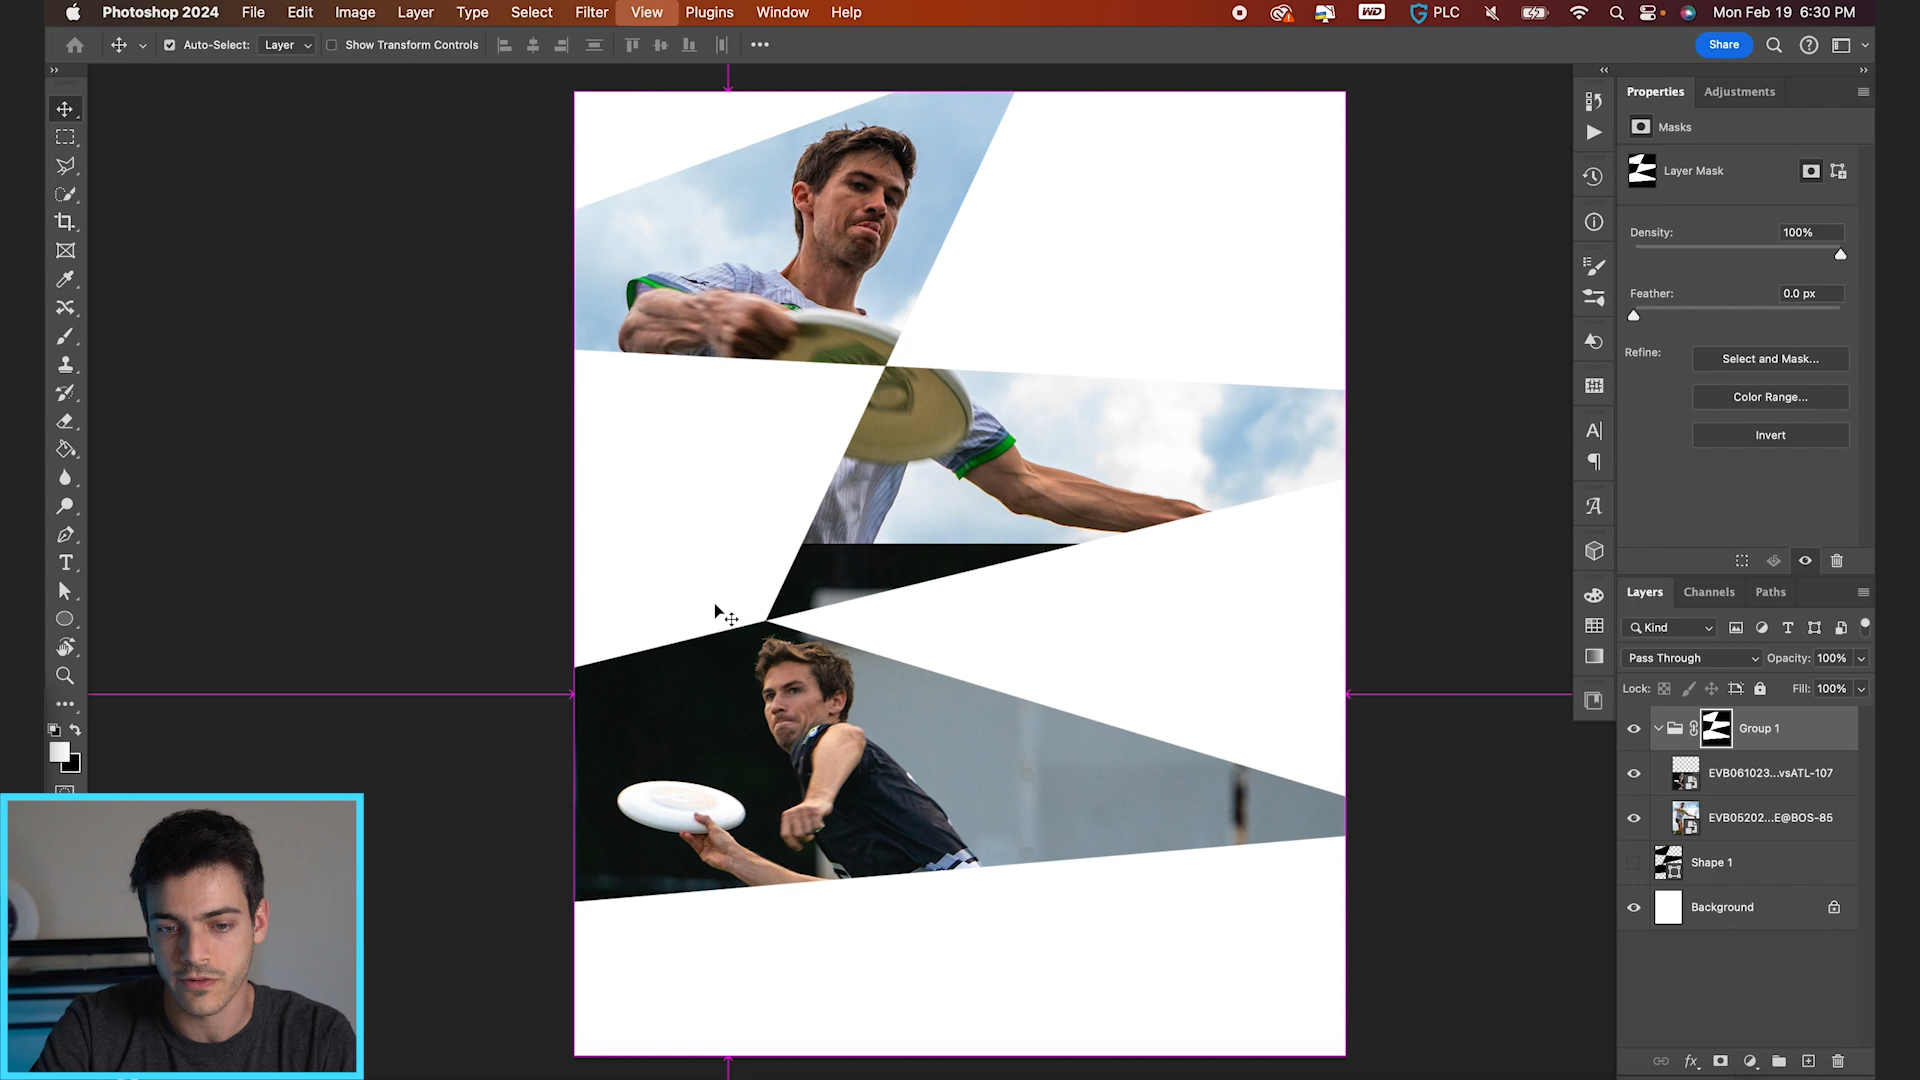 Photoshop 2024 File Edit Image Layer Type Select Filter View Plugins Window Help WD PLC Mon Feb 19 6:30 PM
Auto-Select: Layer Show Transform Controls Share
Properties Adjustments
Masks
Layer Mask
Density: 100%
Feather: 0.0 px
Refine: Select and Mask...
Color Range...
Invert
Layers Channels Paths
Kind
Pass Through Opacity: 100%
Lock: Fill: 100%
Group 1
EVB061023...vsATL-107
EVB05202...E@BOS-85
Shape 1
Background